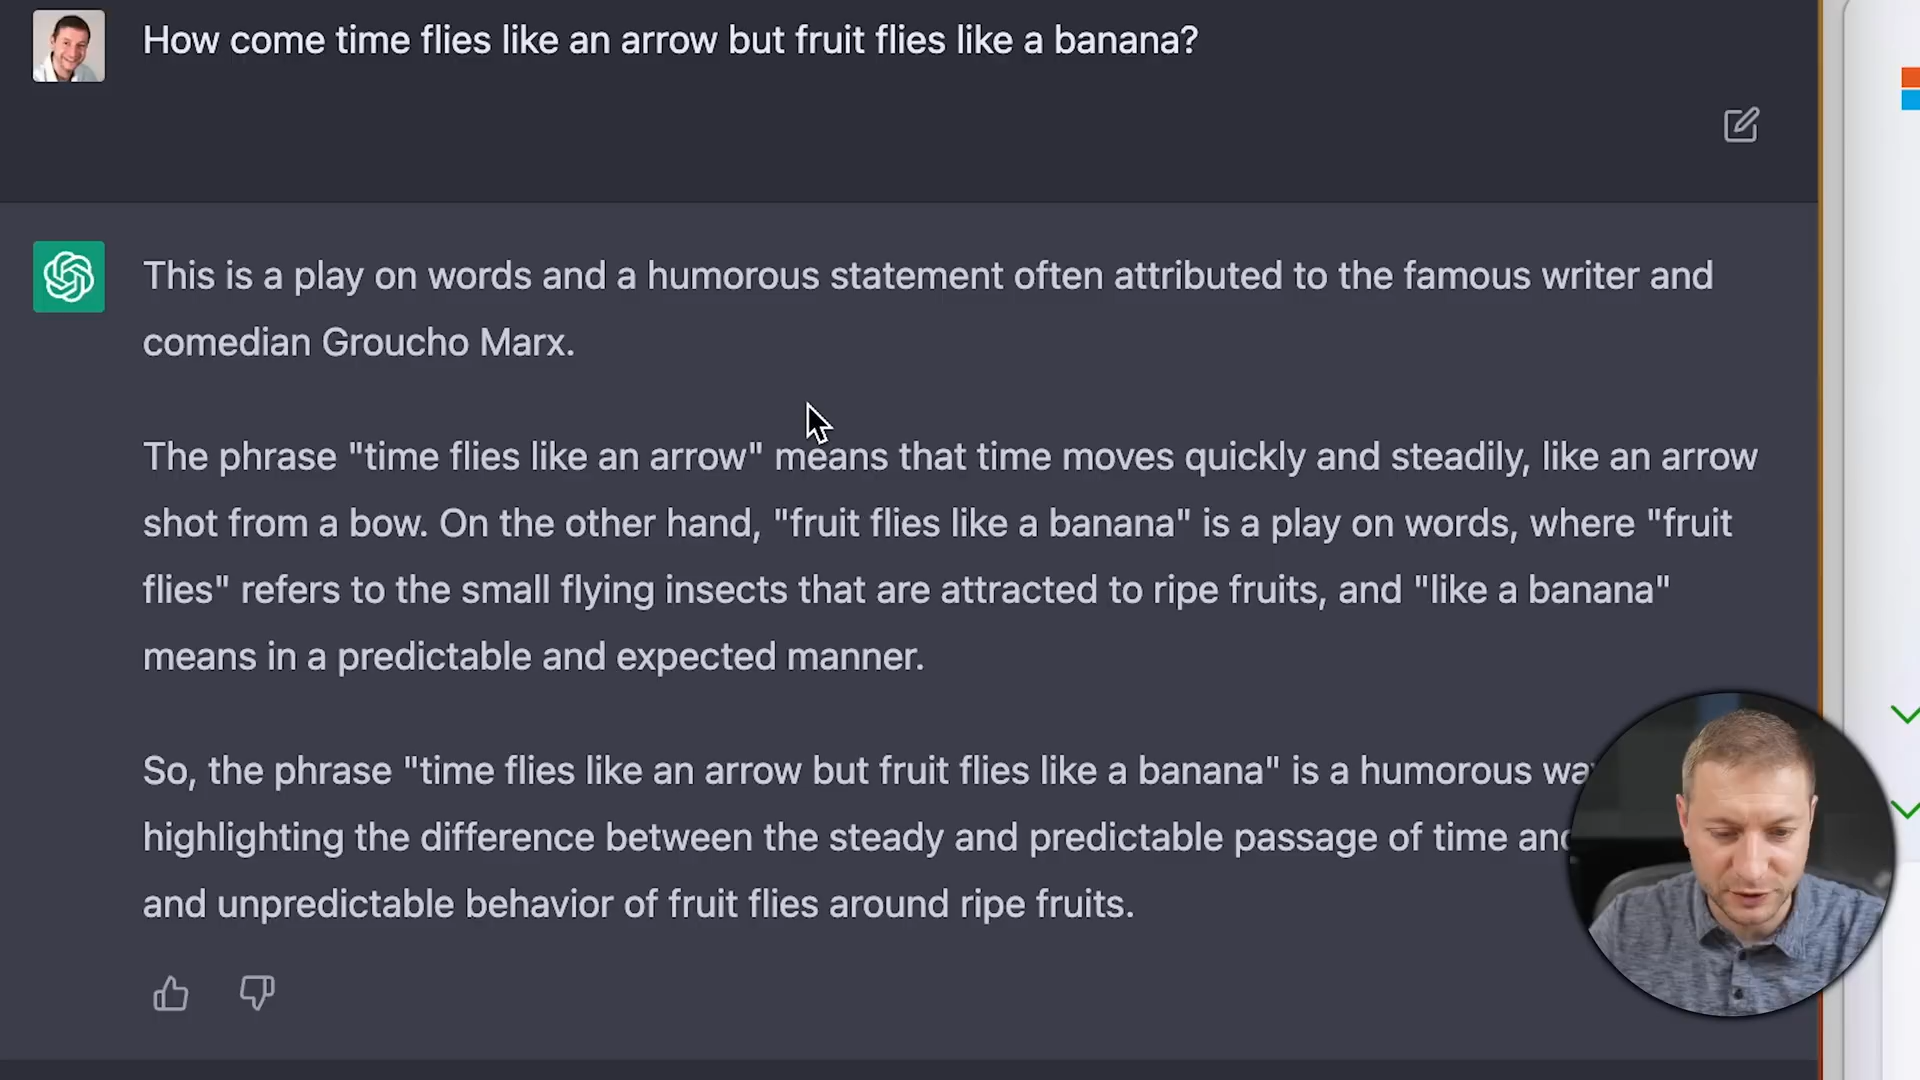 How come time flies like an arrow but fruit flies like a banana?
This is a play on words and a humorous statement often attributed to the famous writer and
comedian Groucho Marx.
The phrase "time flies like an arrow" means that time moves quickly and steadily, like an arrow
shot from a bow. On the other hand, "fruit flies like a banana" is a play on words, where "fruit
flies" refers to the small flying insects that are attracted to ripe fruits, and "like a banana"
means in a predictable and expected manner.
So, the phrase "time flies like an arrow but fruit flies like a banana" is a humorous
highlighting the difference between the steady and predictable passage of time
and unpredictable behavior of fruit flies around ripe fruits.